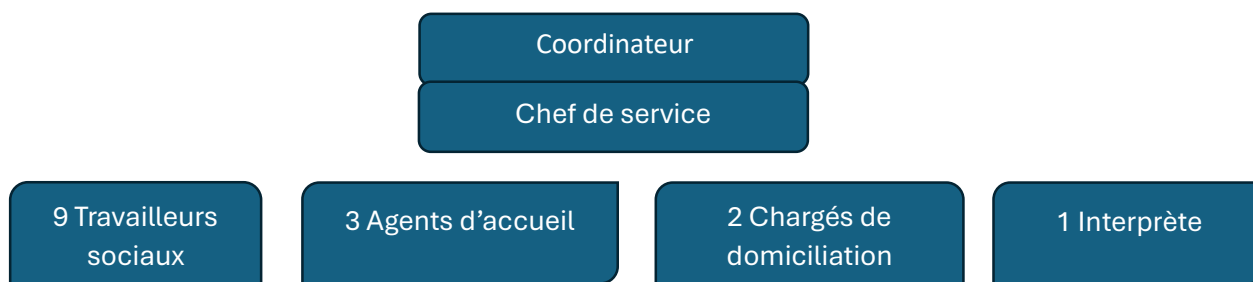 Coordinateur
Chef de service
9 Travailleurs
sociaux
3 Agents d’accueil
2 Chargés de
domiciliation
1 Interprète